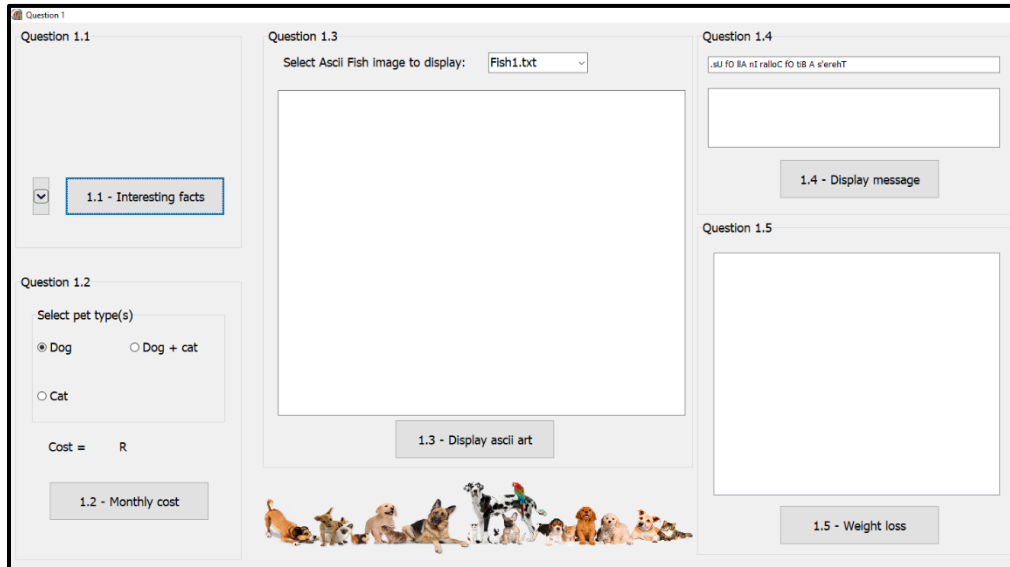 Question 1
Question 1.1
1.1 - Interesting facts
Question 1.2
Select pet type(s)
Dog
Dog + cat
Cat
Cost = R
1.2 - Monthly cost
Question 1.3
Select Ascii Fish image to display: Fish1.txt
1.3 - Display ascii art
Question 1.4
.sU fO llA nI ralloC fO tiB A s'erehT
1.4 - Display message
Question 1.5
1.5 - Weight loss